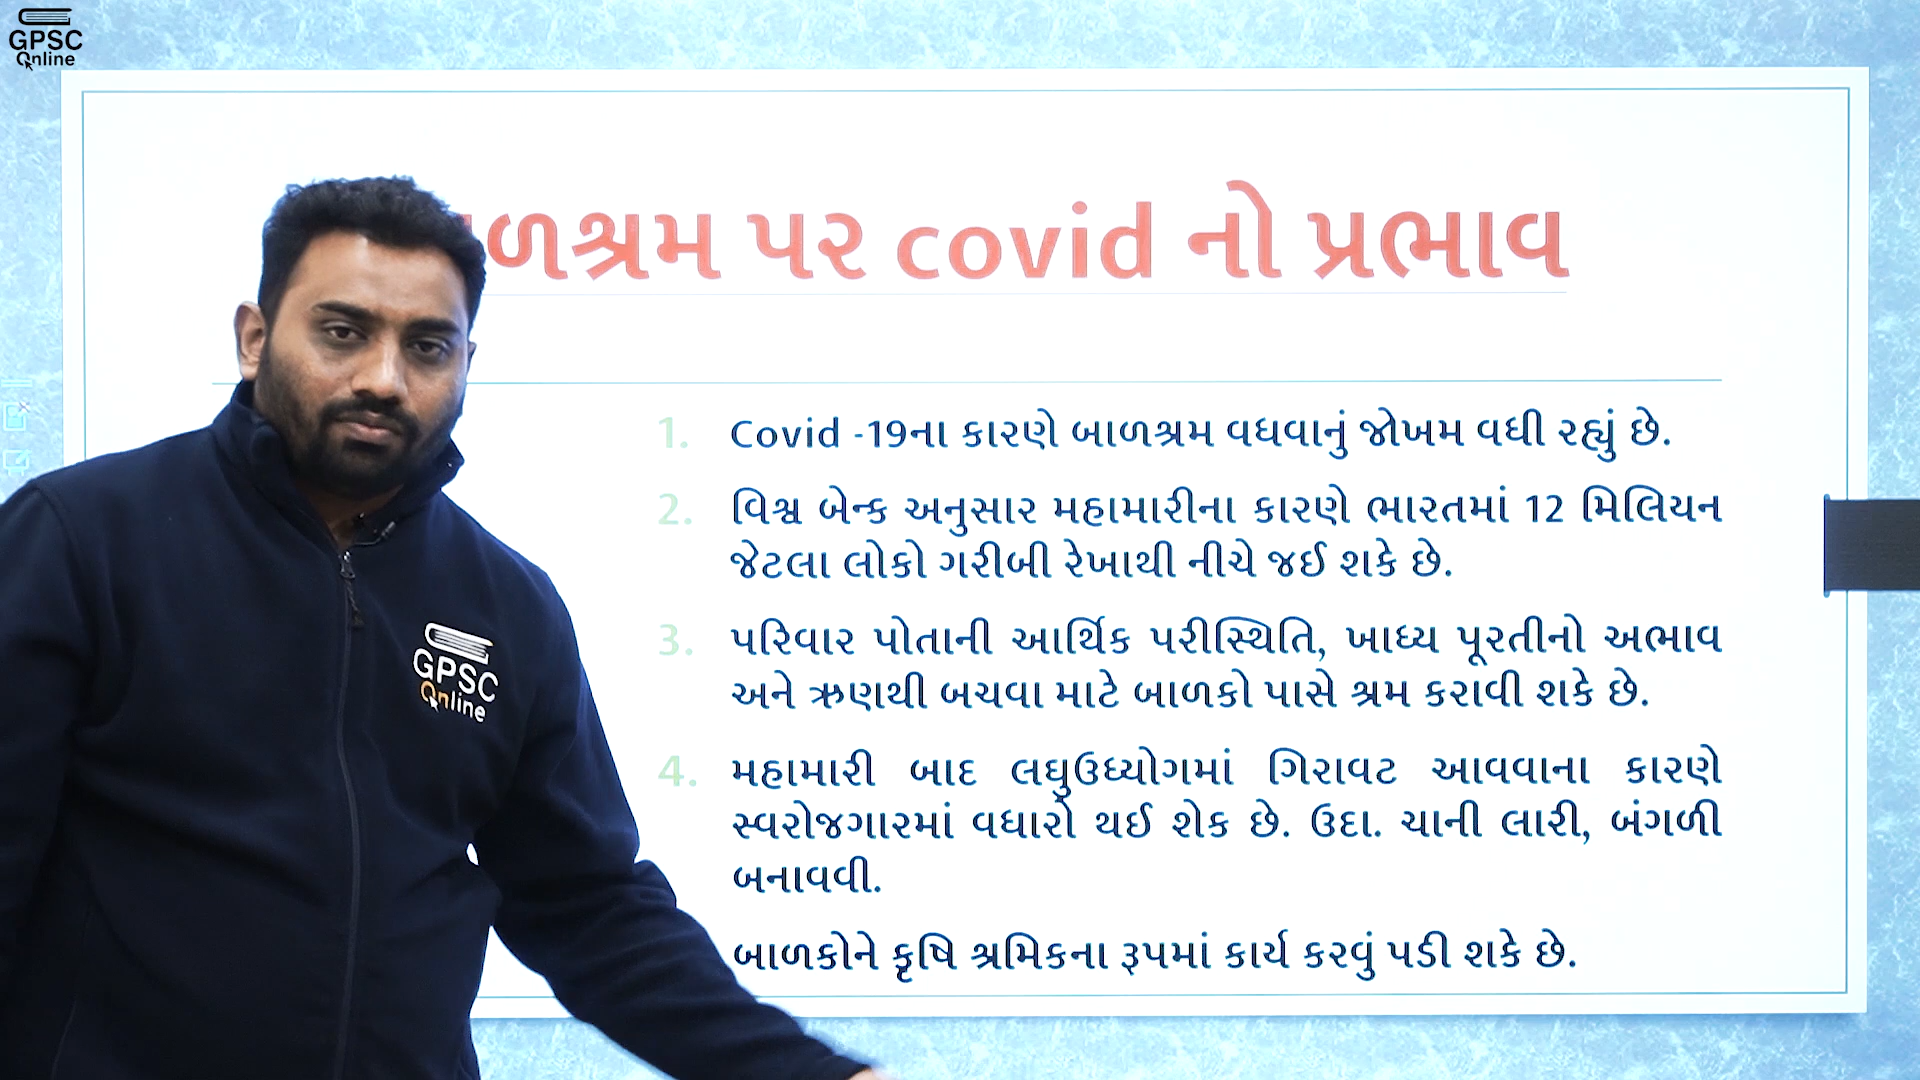 GPSC
Online
ળશ્રમ પર covid નો પ્રભાવ
1. Covid -19ના કારણે બાળશ્રમ વધવાનું જોખમ વધી રહ્યું છે.
2. વિશ્વ બેન્ક અનુસાર મહામારીના કારણે ભારતમાં 12 મિલિયન
જેટલા લોકો ગરીબી રેખાથી નીચે જઈ શકે છે.
3. પરિવાર પોતાની આર્થિક પરીસ્થિતિ, ખાધ્ય પૂરતીનો અભાવ
અને ઋણથી બચવા માટે બાળકો પાસે શ્રમ કરાવી શકે છે.
4. મહામારી બાદ લઘુઉધ્યોગમાં ગિરાવટ આવવાના કારણે
સ્વરોજગારમાં વધારો થઈ શેક છે. ઉદા. ચાની લારી, બંગળી
બનાવવી.
બાળકોને કૃષિ શ્રમિકના રૂપમાં કાર્ય કરવું પડી શકે છે.
GPSC
Online